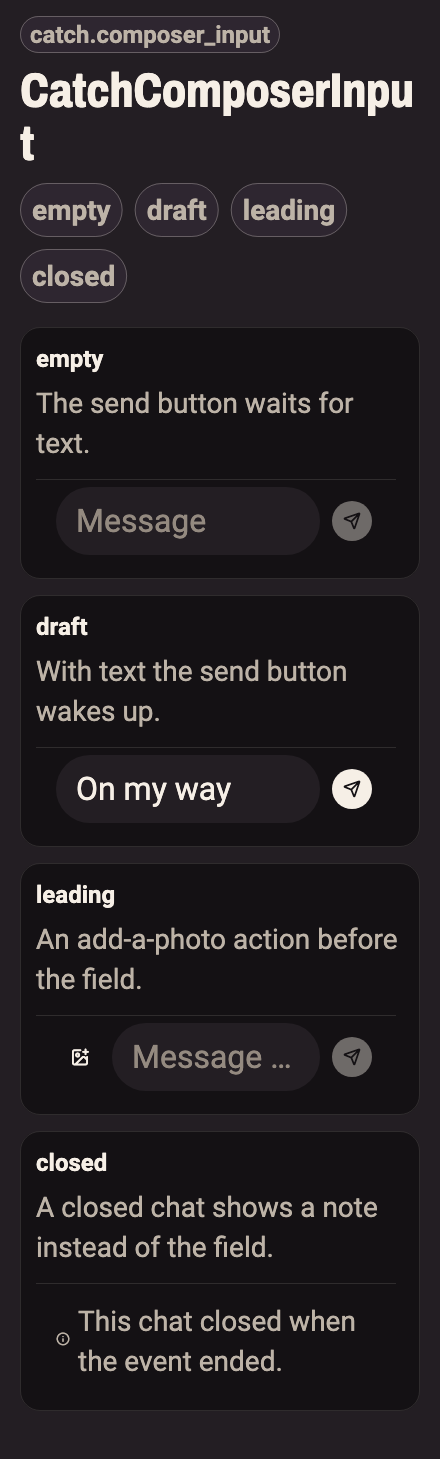 catch.composer_input
CatchComposerInpu
t
empty draft leading
closed
empty
The send button waits for
text.
Message
draft
With text the send button
wakes up.
On my way
leading
An add-a-photo action before
the field.
Message ...
closed
A closed chat shows a note
instead of the field.
This chat closed when
the event ended.